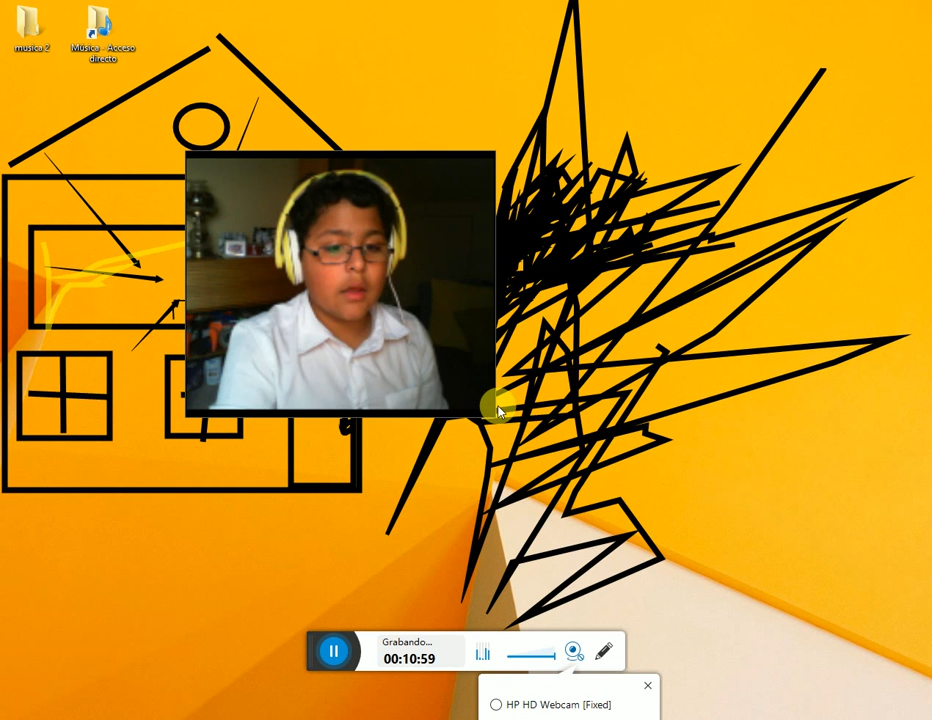 musica 2
Música - Acceso
directo
Grabando...
00:10:59
HP HD Webcam [Fixed]